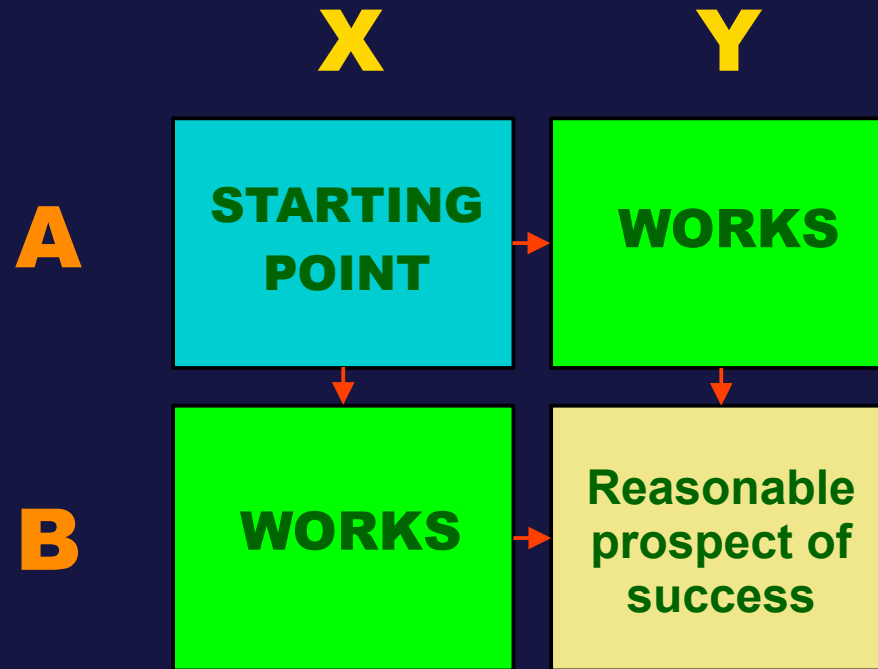 X Y
A
STARTING
POINT
WORKS
B
WORKS
Reasonable
prospect of
success